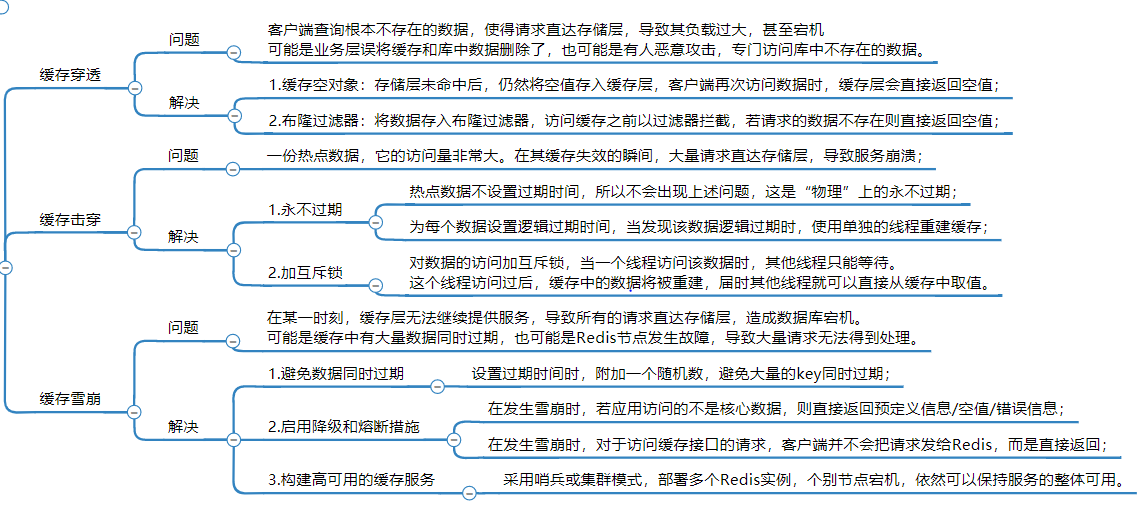 缓存穿透
问题
客户端查询根本不存在的数据，使得请求直达存储层，导致其负载过大，甚至宕机
可能是业务层误将缓存和库中数据删除了，也可能是有人恶意攻击，专门访问库中不存在的数据。
解决
1.缓存空对象：存储层未命中后，仍然将空值存入缓存层，客户端再次访问数据时，缓存层会直接返回空值；
2.布隆过滤器：将数据存入布隆过滤器，访问缓存之前以过滤器拦截，若请求的数据不存在则直接返回空值；
缓存击穿
问题
一份热点数据，它的访问量非常大。在其缓存失效的瞬间，大量请求直达存储层，导致服务崩溃；
解决
1.永不过期
热点数据不设置过期时间，所以不会出现上述问题，这是“物理”上的永不过期；
为每个数据设置逻辑过期时间，当发现该数据逻辑过期时，使用单独的线程重建缓存；
2.加互斥锁
对数据的访问加互斥锁，当一个线程访问该数据时，其他线程只能等待。
这个线程访问过后，缓存中的数据将被重建，届时其他线程就可以直接从缓存中取值。
缓存雪崩
问题
在某一时刻，缓存层无法继续提供服务，导致所有的请求直达存储层，造成数据库宕机。
可能是缓存中有大量数据同时过期，也可能是Redis节点发生故障，导致大量请求无法得到处理。
解决
1.避免数据同时过期
设置过期时间时，附加一个随机数，避免大量的key同时过期；
2.启用降级和熔断措施
在发生雪崩时，若应用访问的不是核心数据，则直接返回预定义信息/空值/错误信息；
在发生雪崩时，对于访问缓存接口的请求，客户端并不会把请求发给Redis，而是直接返回；
3.构建高可用的缓存服务
采用哨兵或集群模式，部署多个Redis实例，个别节点宕机，依然可以保持服务的整体可用。